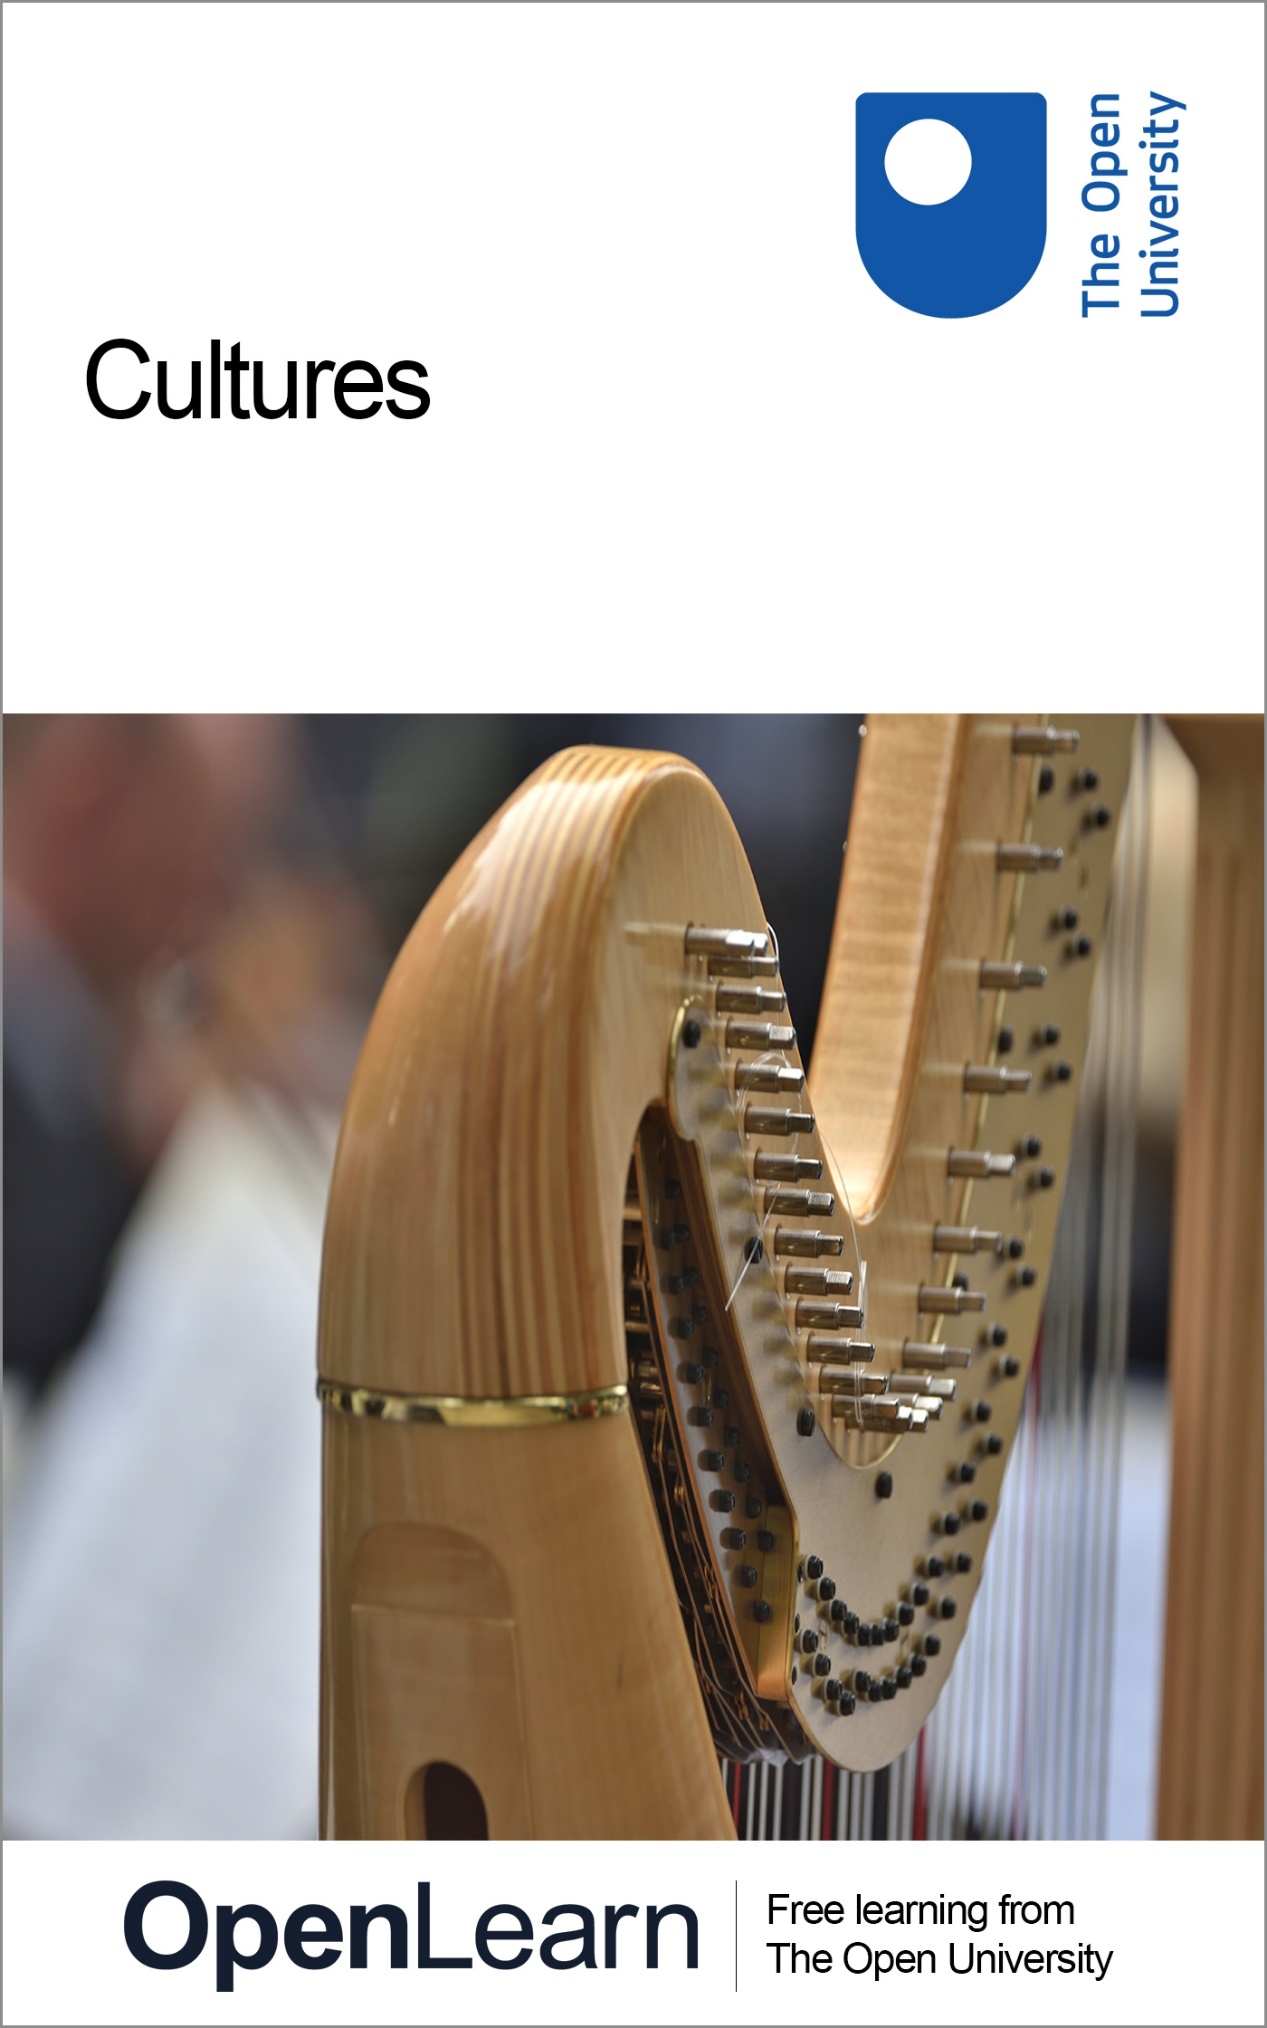 The Open
University
Cultures
OpenLearn
Free learning from
The Open University